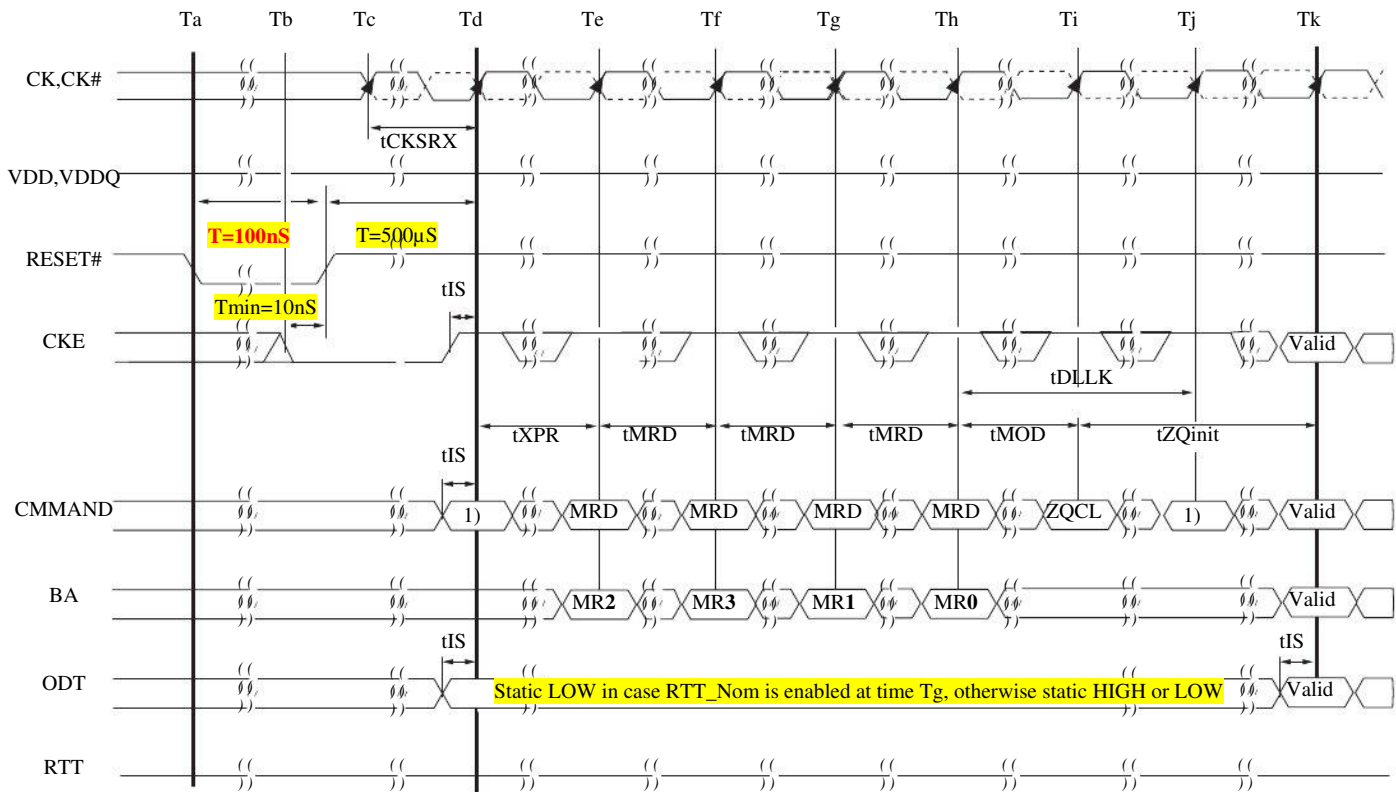 Ta Tb Tc Td Te Tf Tg Th Ti Tj Tk
CK,CK#
tCKSRX
VDD,VDDQ
T=100nS T=500µS
RESET#
Tmin=10nS tIS
CKE Valid
tDLLK
tXPR tMRD tMRD tMRD tMOD tZQinit
tIS
CMMAND 1) MRD MRD MRD MRD ZQCL 1) Valid
BA MR2 MR3 MR1 MR0 Valid
tIS tIS
ODT Static LOW in case RTT_Nom is enabled at time Tg, otherwise static HIGH or LOW Valid
RTT